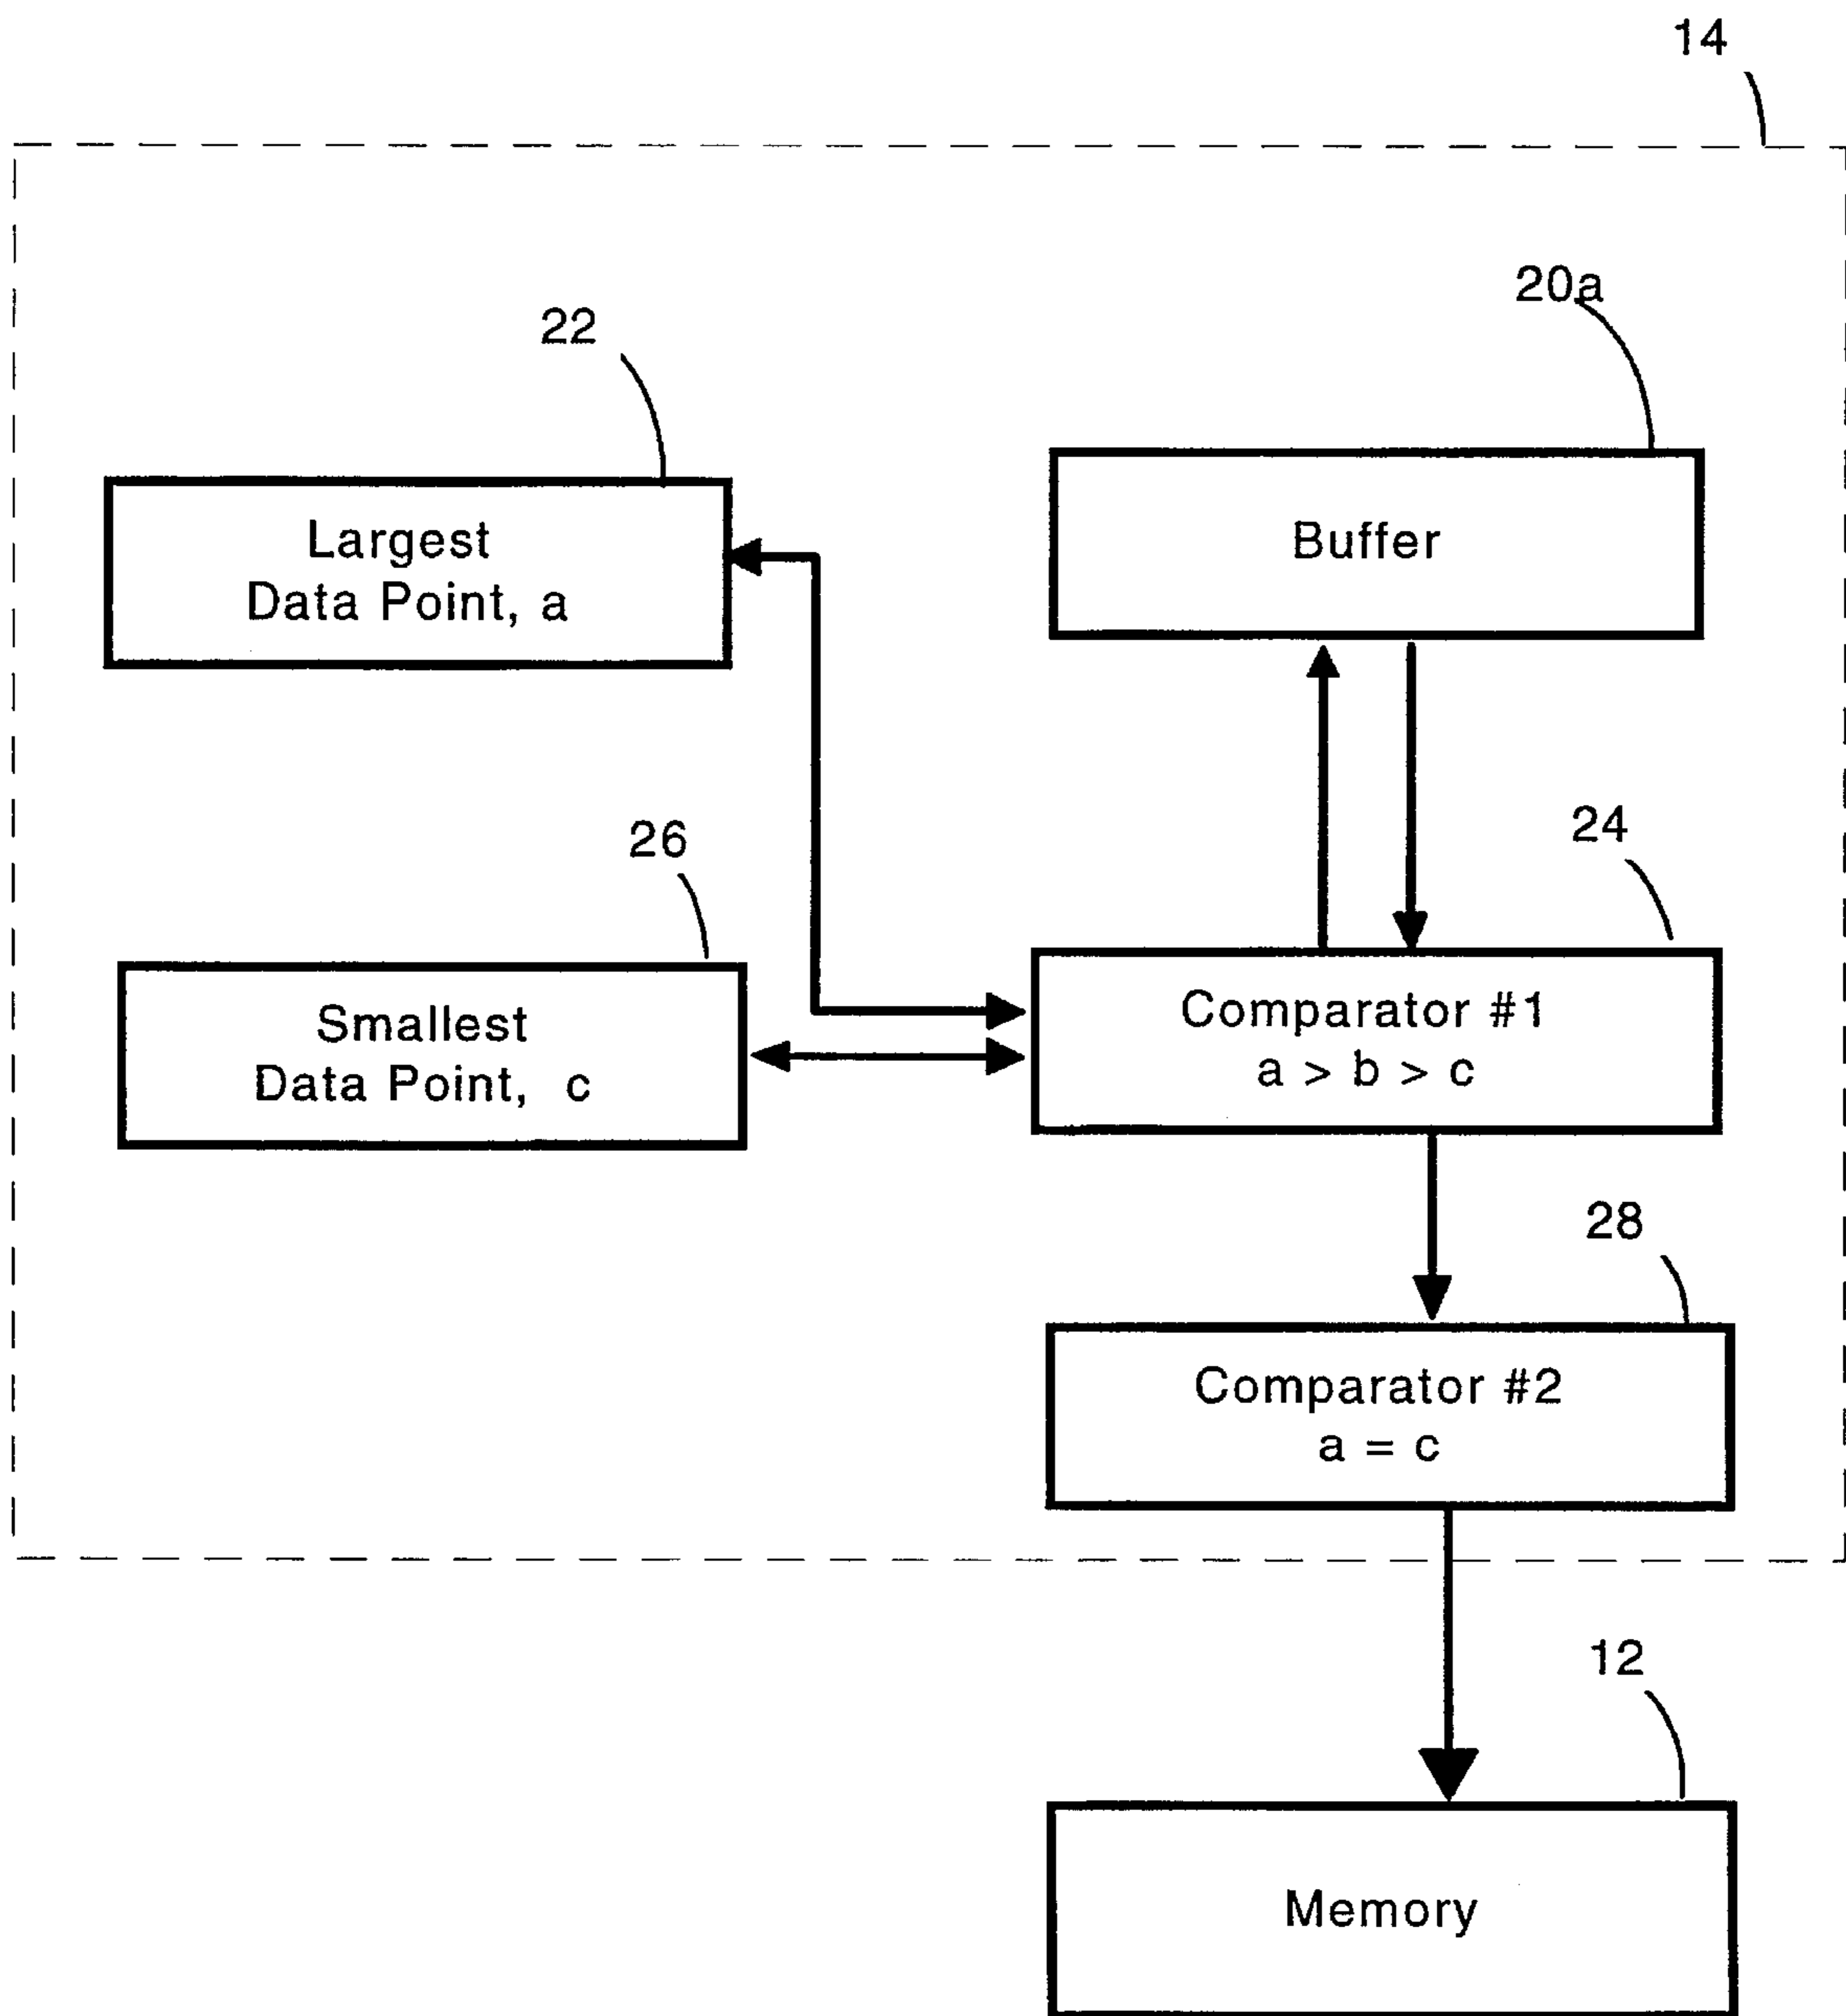 14
20a
22
Largest
Data Point, a
Buffer
24
26
Smallest
Data Point, c
Comparator #1
a > b > c
28
Comparator #2
a = c
12
Memory